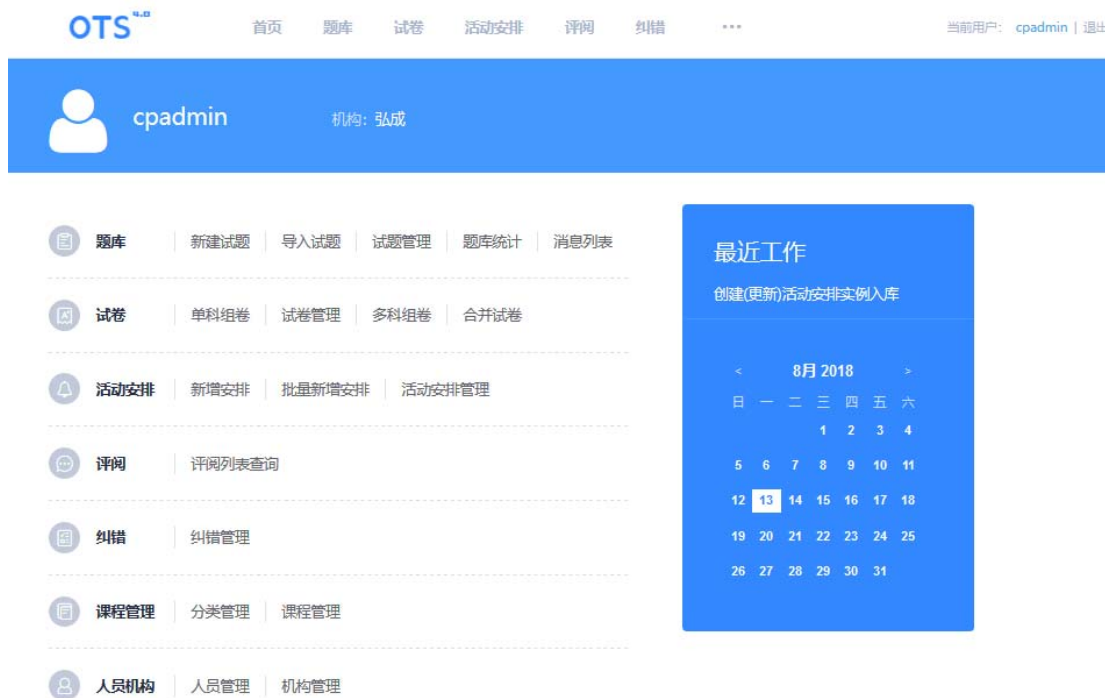 OTS 4.0 首页 题库 试卷 活动安排 评阅 纠错 ••• 当前用户： cpadmin | 退出
cpadmin 机构：弘成
题库 新建试题 导入试题 试题管理 题库统计 消息列表
试卷 单科组卷 试卷管理 多科组卷 合并试卷
活动安排 新增安排 批量新增安排 活动安排管理
评阅 评阅列表查询
纠错 纠错管理
课程管理 分类管理 课程管理
人员机构 人员管理 机构管理
最近工作
创建(更新)活动安排实例入库
< 8月 2018 >
日 一 二 三 四 五 六
1 2 3 4
5 6 7 8 9 10 11
12 13 14 15 16 17 18
19 20 21 22 23 24 25
26 27 28 29 30 31